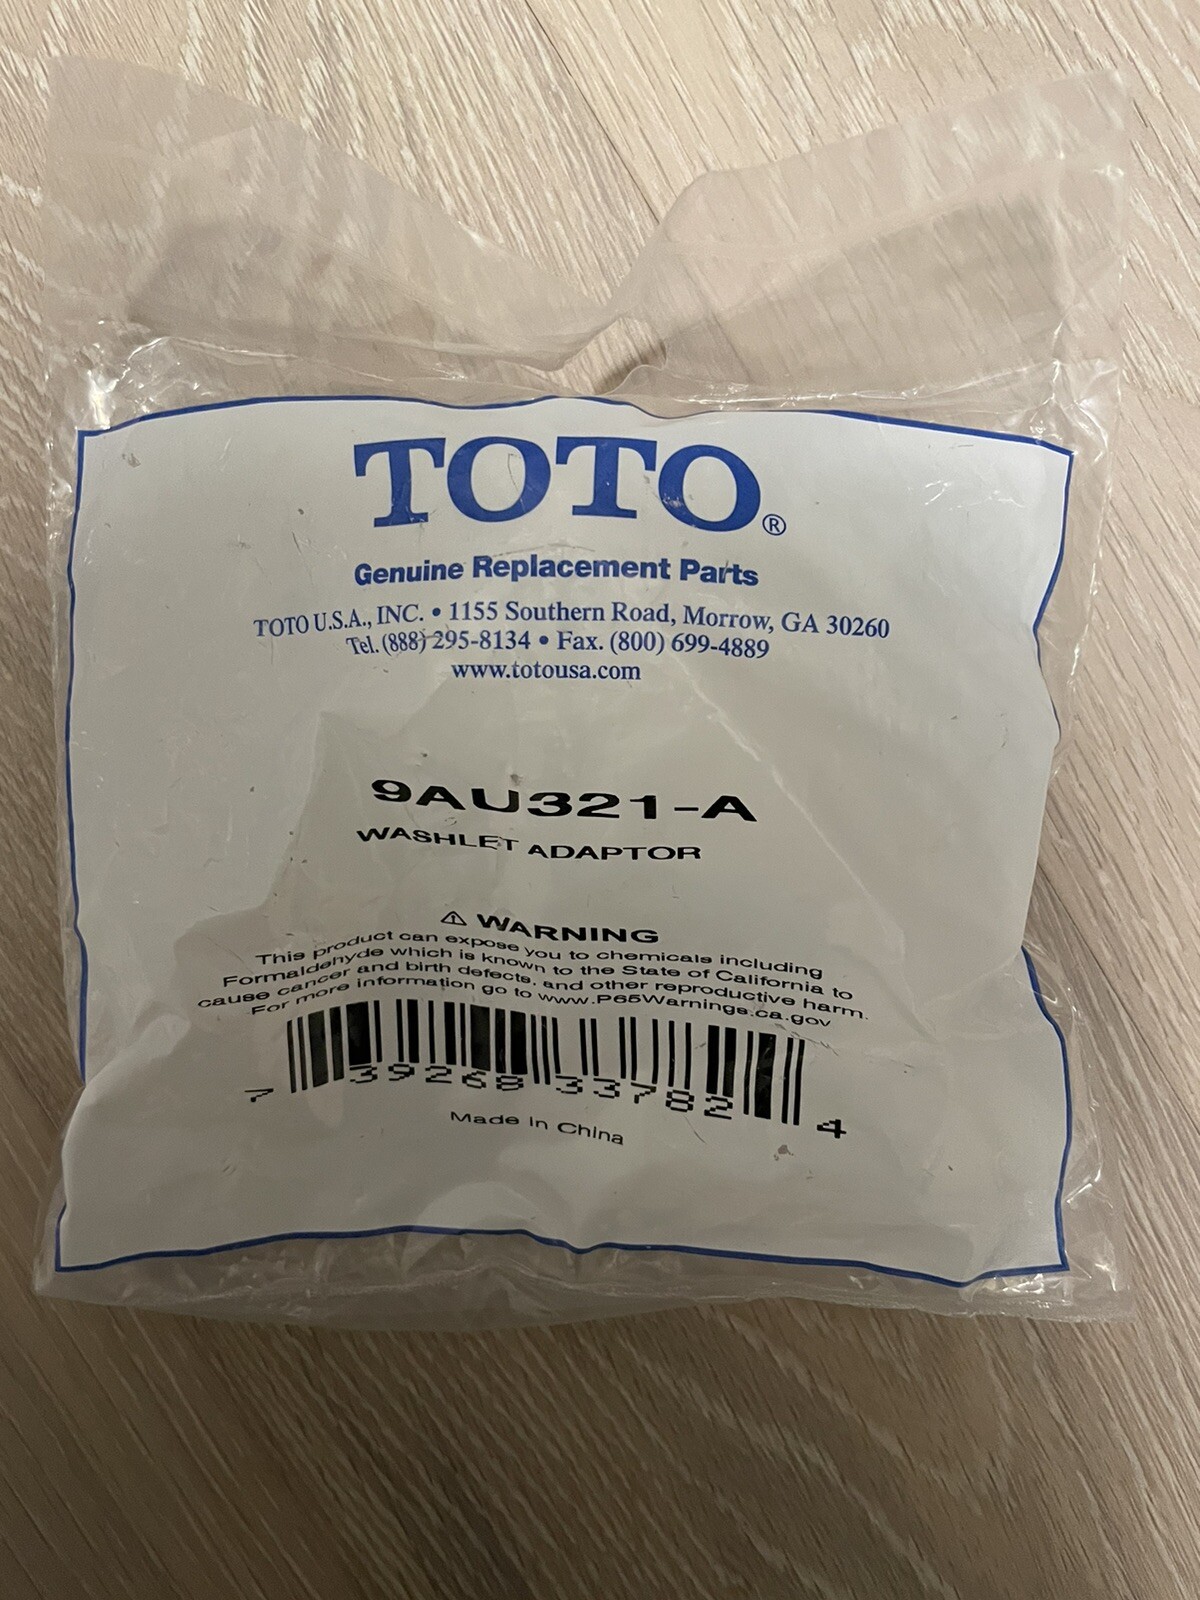 TOTO®
Genuine Replacement Parts
TOTO U.S.A., INC. • 1155 Southern Road, Morrow, GA 30260
Tel. (888) 295-8134 • Fax. (800) 699-4889
www.totousa.com
9AU321-A
WASHLET ADAPTOR
⚠ WARNING
This product can expose you to chemicals including
Formaldehyde which is known to the State of California to
cause cancer and birth defects, and other reproductive harm.
For more information go to www.P65Warnings.ca.gov
7 39268 33782 4
Made in China